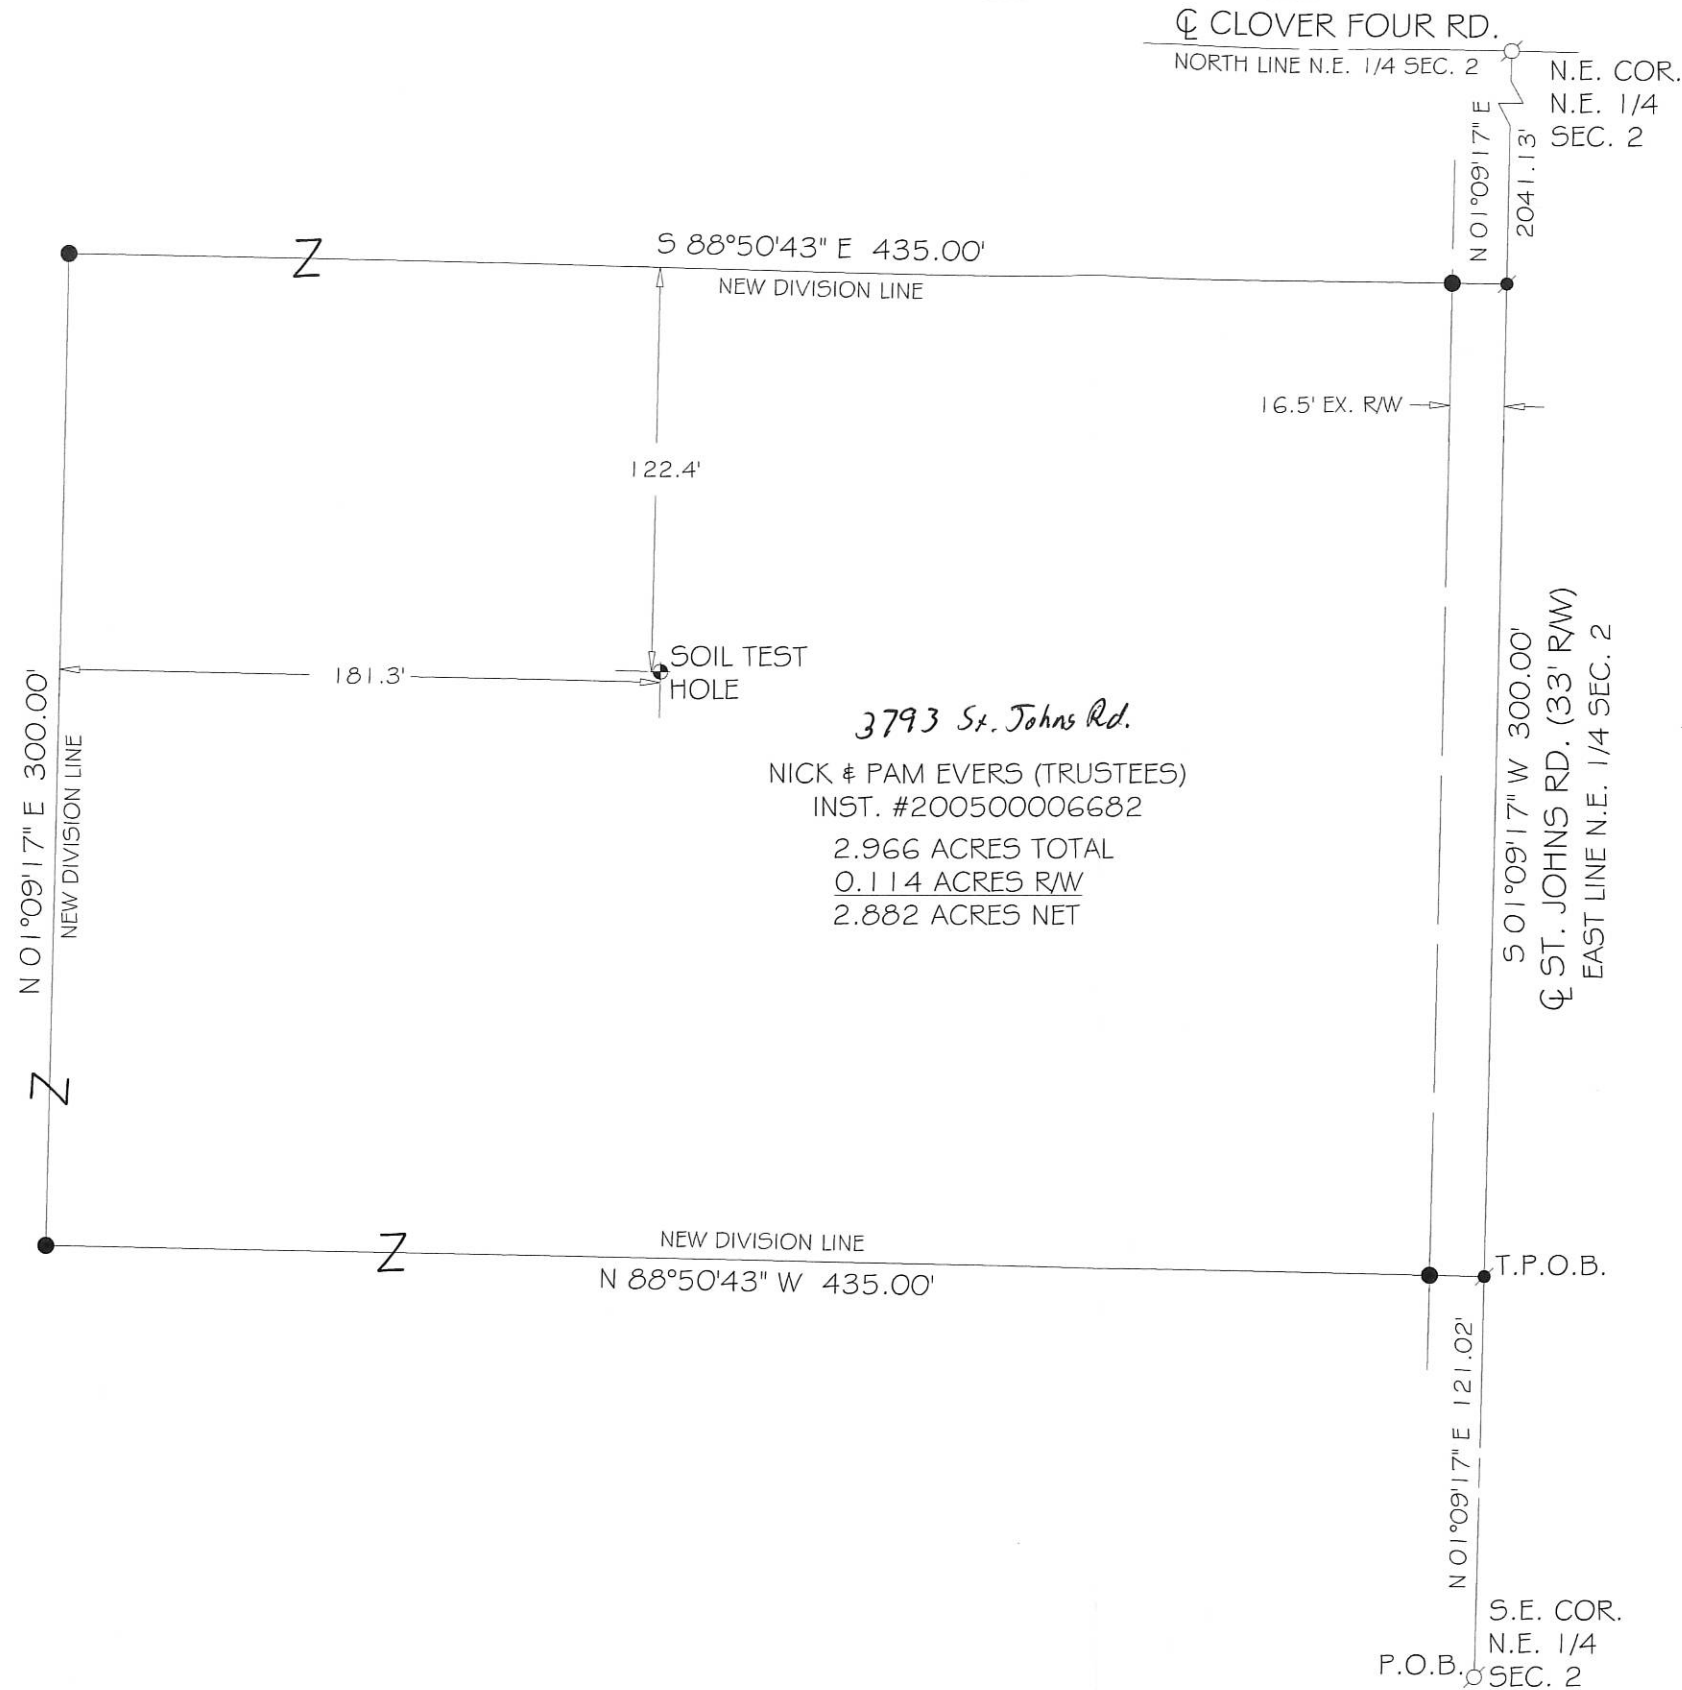 ℄ CLOVER FOUR RD.
NORTH LINE N.E. 1/4 SEC. 2
N.E. COR.
N.E. 1/4
SEC. 2
N 01°09'17" E
2041.13'
S 88°50'43" E 435.00'
NEW DIVISION LINE
16.5' EX. R/W
122.4'
181.3'
SOIL TEST
HOLE
3793 St. Johns Rd.
NICK & PAM EVERS (TRUSTEES)
INST. #200500006682
2.966 ACRES TOTAL
0.114 ACRES R/W
2.882 ACRES NET
N 01°09'17" E 300.00'
NEW DIVISION LINE
S 01°09'17" W 300.00'
℄ ST. JOHNS RD. (33' R/W)
EAST LINE N.E. 1/4 SEC. 2
NEW DIVISION LINE
N 88°50'43" W 435.00'
T.P.O.B.
N 01°09'17" E 121.02'
S.E. COR.
N.E. 1/4
SEC. 2
P.O.B.